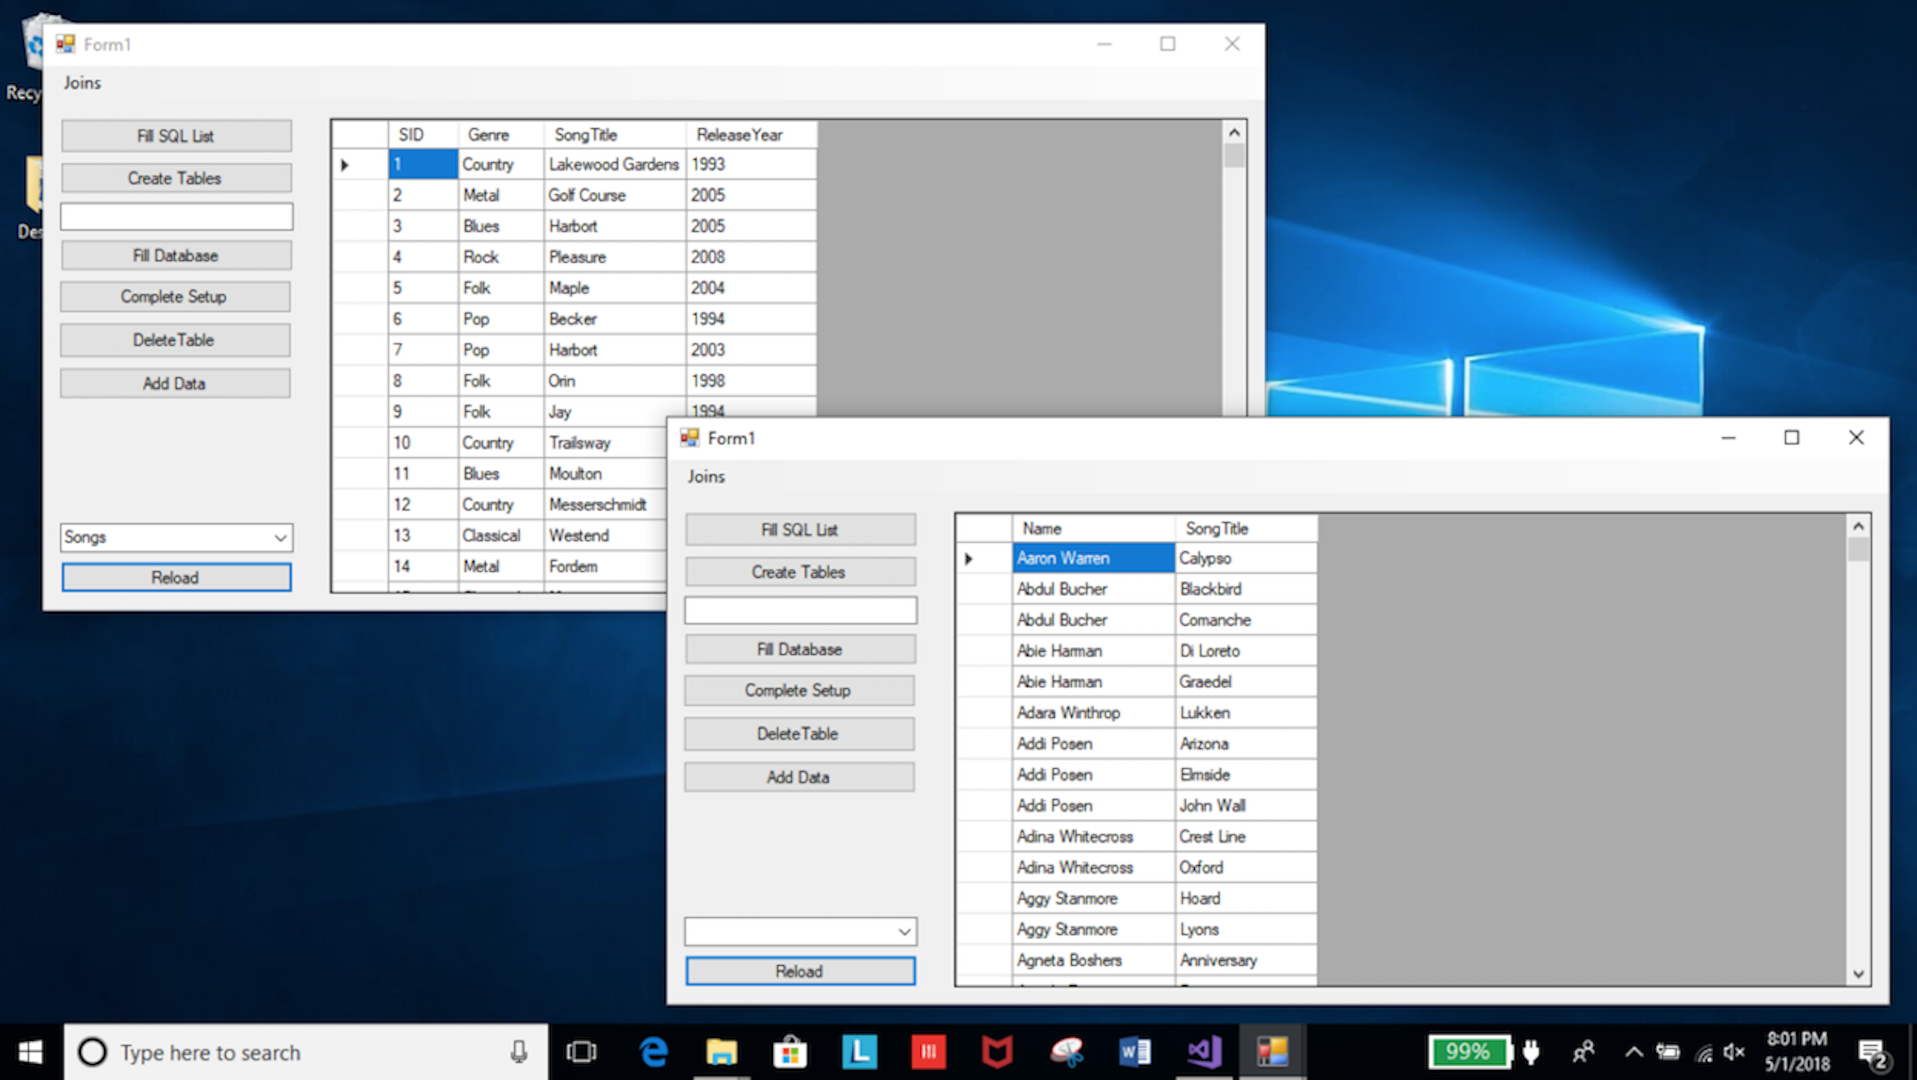 Form1
Joins
Recy
Des
Fill SQL List
Create Tables
Fill Database
Complete Setup
Delete Table
Add Data
Songs
Reload
SID Genre SongTitle ReleaseYear
1 Country Lakewood Gardens 1993
2 Metal Golf Course 2005
3 Blues Harbort 2005
4 Rock Pleasure 2008
5 Folk Maple 2004
6 Pop Becker 1994
7 Pop Harbort 2003
8 Folk Orin 1998
9 Folk Jay 1994
10 Country Trailsway
11 Blues Moulton
12 Country Messerschmidt
13 Classical Westend
14 Metal Fordem
Form1
Joins
Fill SQL List
Create Tables
Fill Database
Complete Setup
Delete Table
Add Data
Reload
Name SongTitle
Aaron Warren Calypso
Abdul Bucher Blackbird
Abdul Bucher Comanche
Abie Harman Di Loreto
Abie Harman Graedel
Adara Winthrop Lukken
Addi Posen Arizona
Addi Posen Elmside
Addi Posen John Wall
Adina Whitecross Crest Line
Adina Whitecross Oxford
Aggy Stanmore Hoard
Aggy Stanmore Lyons
Agneta Boshers Anniversary
Type here to search
L
W
99%
8:01 PM
5/1/2018
2